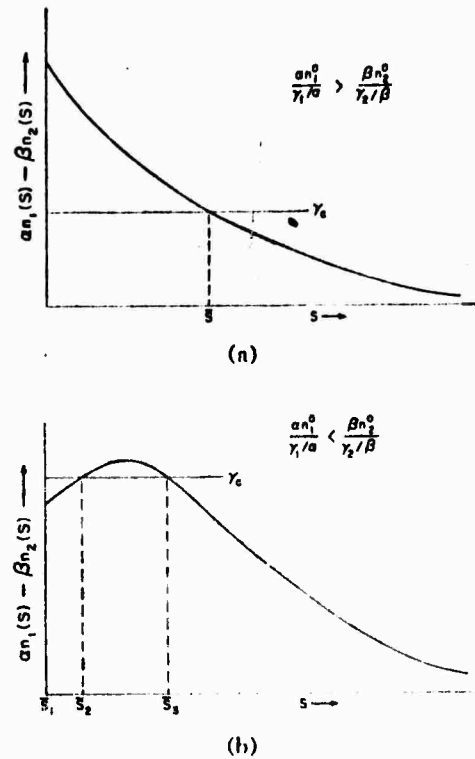 αn₁(S) − βn₂(S) ⟶
αn₁⁰ / γ₁/α > βn₂⁰ / γ₂/β
γc
s̄ S ⟶
(a)
αn₁(S) − βn₂(S) ⟶
αn₁⁰ / γ₁/α < βn₂⁰ / γ₂/β
γc
s̄₁ s̄₂ s̄₃ S ⟶
(b)